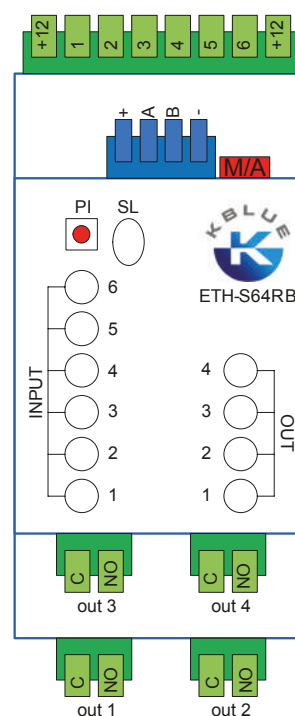 +12 1 2 3 4 5 6 +12
+ A B -
M/A
PI SL
KBLUE
ETH-S64RB
INPUT
6
5
4
3
2
1
OUT
4
3
2
1
C NO
out 3
C NO
out 4
C NO
out 1
C NO
out 2